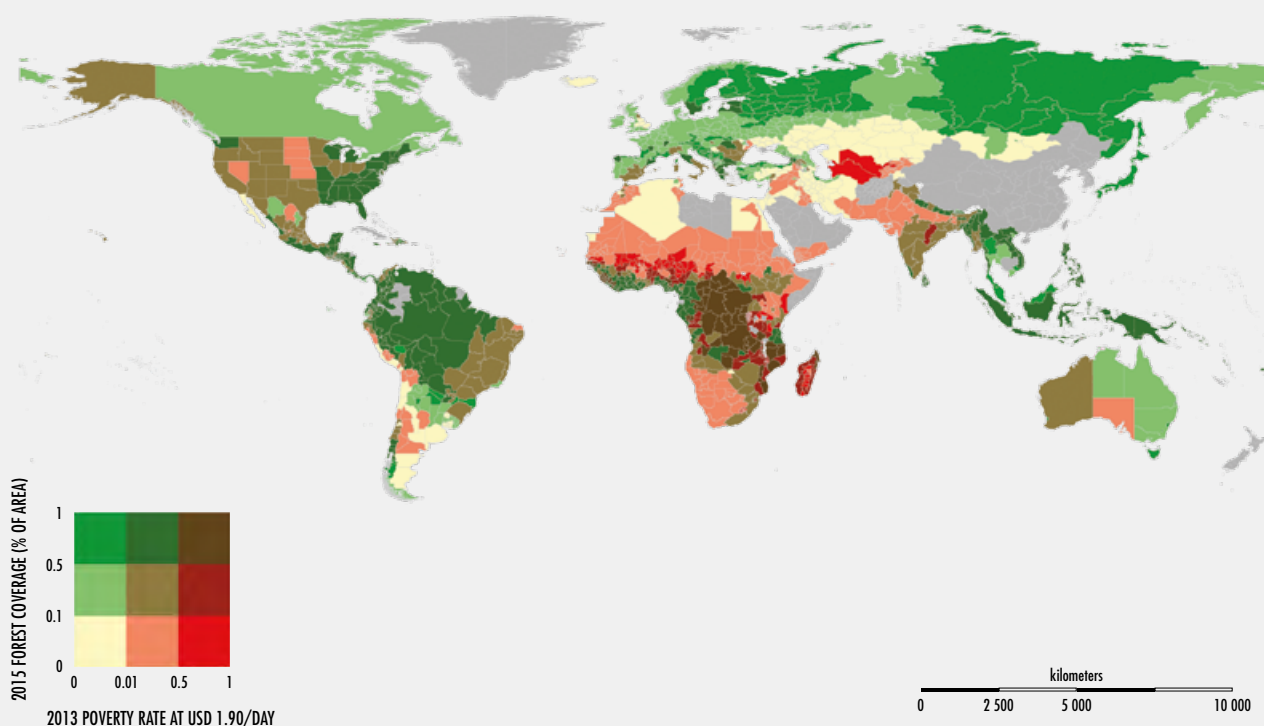 2015 FOREST COVERAGE (% OF AREA)
1
0.5
0.1
0
0 0.01 0.5 1
2013 POVERTY RATE AT USD 1.90/DAY
kilometers
0 2 500 5 000 10 000